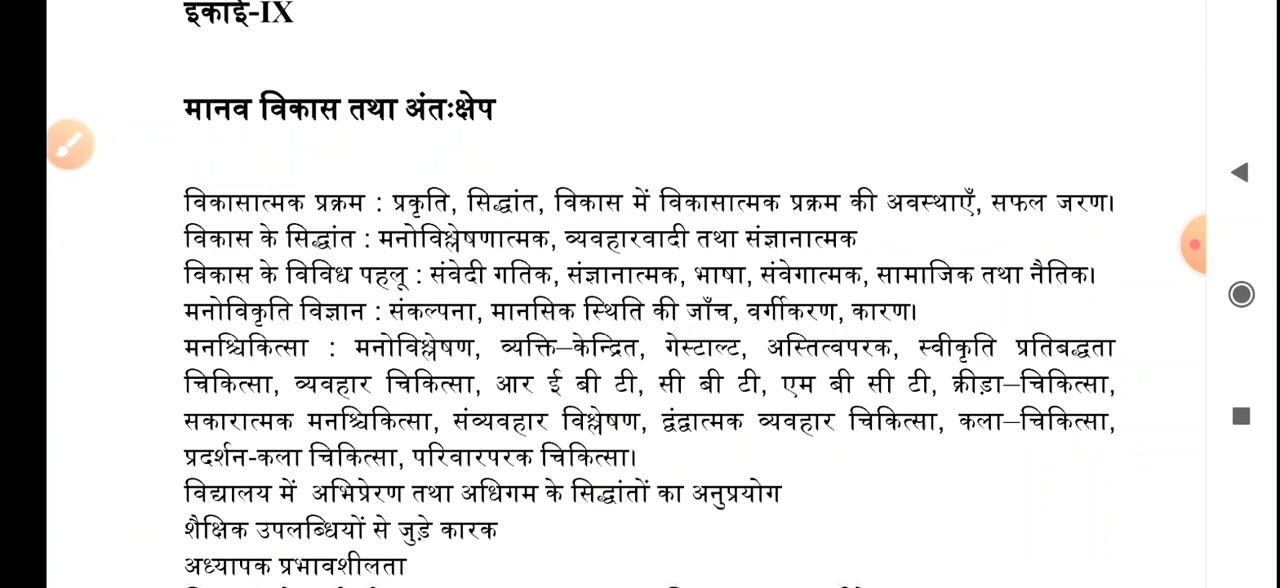 इकाई-IX
मानव विकास तथा अंतःक्षेप
विकासात्मक प्रक्रम : प्रकृति, सिद्धांत, विकास में विकासात्मक प्रक्रम की अवस्थाएँ, सफल जरण।
विकास के सिद्धांत : मनोविश्लेषणात्मक, व्यवहारवादी तथा संज्ञानात्मक
विकास के विविध पहलू : संवेदी गतिक, संज्ञानात्मक, भाषा, संवेगात्मक, सामाजिक तथा नैतिक।
मनोविकृति विज्ञान : संकल्पना, मानसिक स्थिति की जाँच, वर्गीकरण, कारण।
मनश्चिकित्सा : मनोविश्लेषण, व्यक्ति–केन्द्रित, गेस्टाल्ट, अस्तित्वपरक, स्वीकृति प्रतिबद्धता
चिकित्सा, व्यवहार चिकित्सा, आर ई बी टी, सी बी टी, एम बी सी टी, क्रीड़ा–चिकित्सा,
सकारात्मक मनश्चिकित्सा, संव्यवहार विश्लेषण, द्वंद्वात्मक व्यवहार चिकित्सा, कला–चिकित्सा,
प्रदर्शन-कला चिकित्सा, परिवारपरक चिकित्सा।
विद्यालय में अभिप्रेरण तथा अधिगम के सिद्धांतों का अनुप्रयोग
शैक्षिक उपलब्धियों से जुड़े कारक
अध्यापक प्रभावशीलता